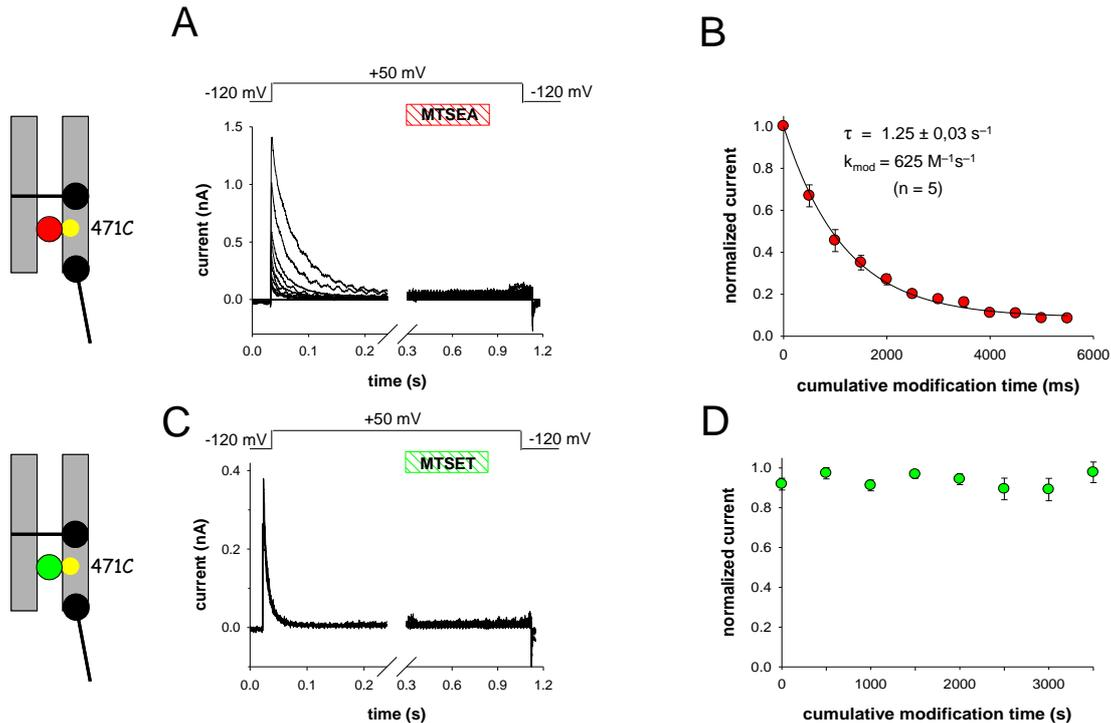 A
+50 mV
-120 mV
-120 mV
MTSEA
471C
current (nA)
1.5
1.0
0.5
0.0
0.0 0.1 0.2 0.3 0.6 0.9 1.2
time (s)
B
τ = 1.25 ± 0,03 s⁻¹
kmod = 625 M⁻¹s⁻¹
(n = 5)
normalized current
1.0
0.8
0.6
0.4
0.2
0.0
0 2000 4000 6000
cumulative modification time (ms)
C
+50 mV
-120 mV
-120 mV
MTSET
471C
current (nA)
0.4
0.2
0.0
0.0 0.1 0.2 0.3 0.6 0.9 1.2
time (s)
D
normalized current
1.0
0.8
0.6
0.4
0.2
0.0
0 1000 2000 3000
cumulative modification time (s)